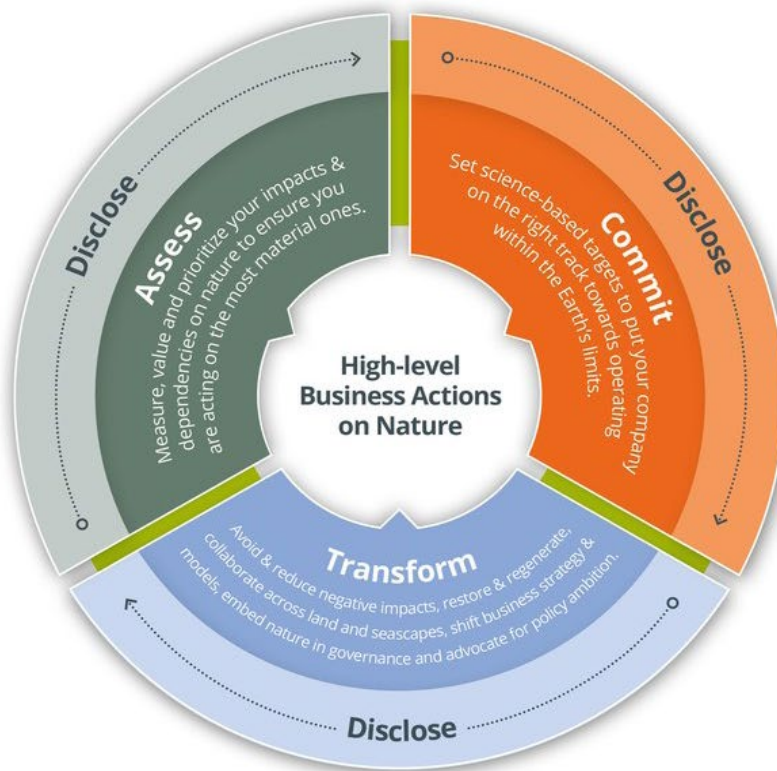 High-level
Business Actions
on Nature
Disclose
Assess
Measure, value and prioritize your impacts &
dependencies on nature to ensure you
are acting on the most material ones.
Disclose
Commit
Set science-based targets to put your company
on the right track towards operating
within the Earth's limits.
Transform
Avoid & reduce negative impacts, restore & regenerate,
collaborate across land and seascapes, shift business strategy &
models, embed nature in governance and advocate for policy ambition.
Disclose